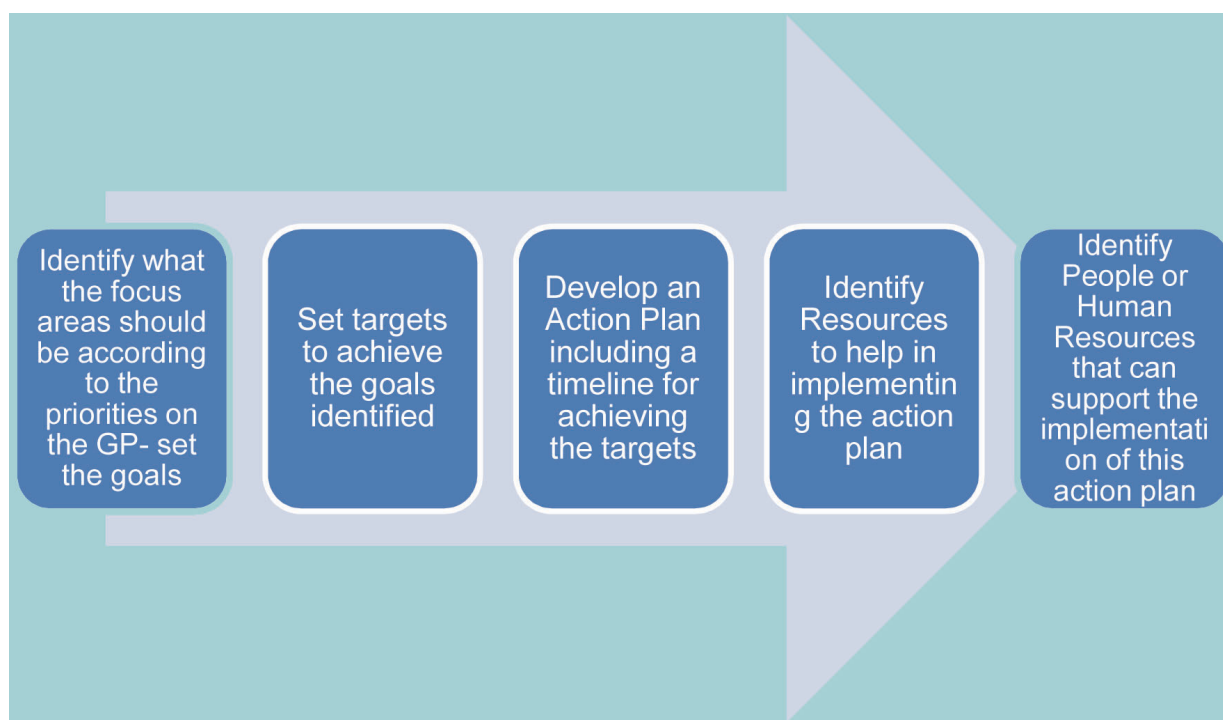 Identify what
the focus
areas should
be according
to the
priorities on
the GP- set
the goals
Set targets
to achieve
the goals
identified
Develop an
Action Plan
including a
timeline for
achieving
the targets
Identify
Resources
to help in
implementin
g the action
plan
Identify
People or
Human
Resources
that can
support the
implementati
on of this
action plan